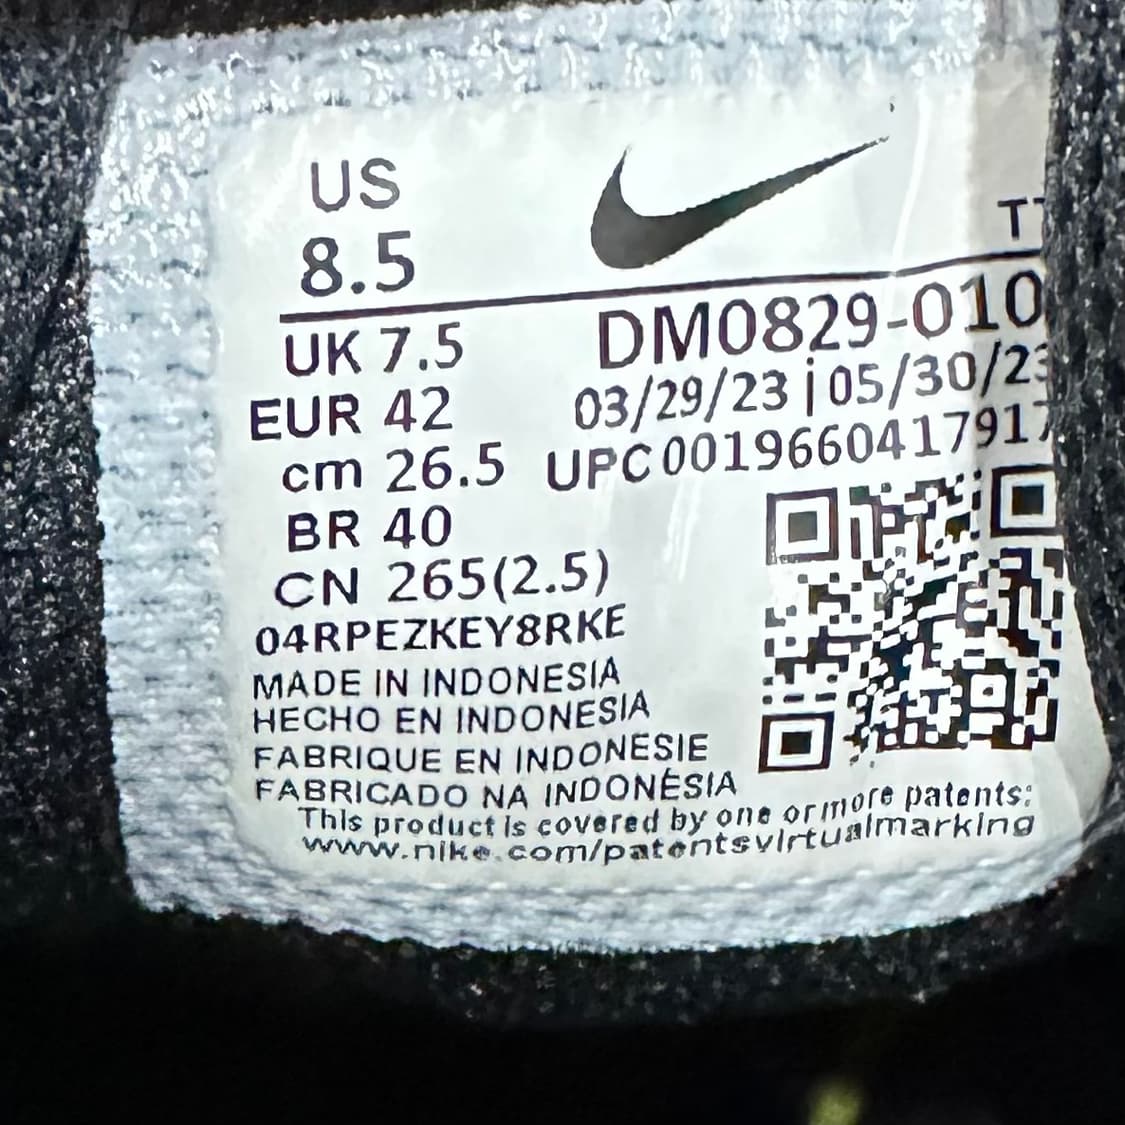 US
8.5
UK 7.5
EUR 42
cm 26.5
BR 40
CN 265(2.5)
04RPEZKEY8RKE
MADE IN INDONESIA
HECHO EN INDONESIA
FABRIQUE EN INDONESIE
FABRICADO NA INDONÉSIA
This product is covered by one or more patents:
www.nike.com/patentsvirtualmarking
DM0829-010
03/29/23 | 05/30/23
UPC0019660417917